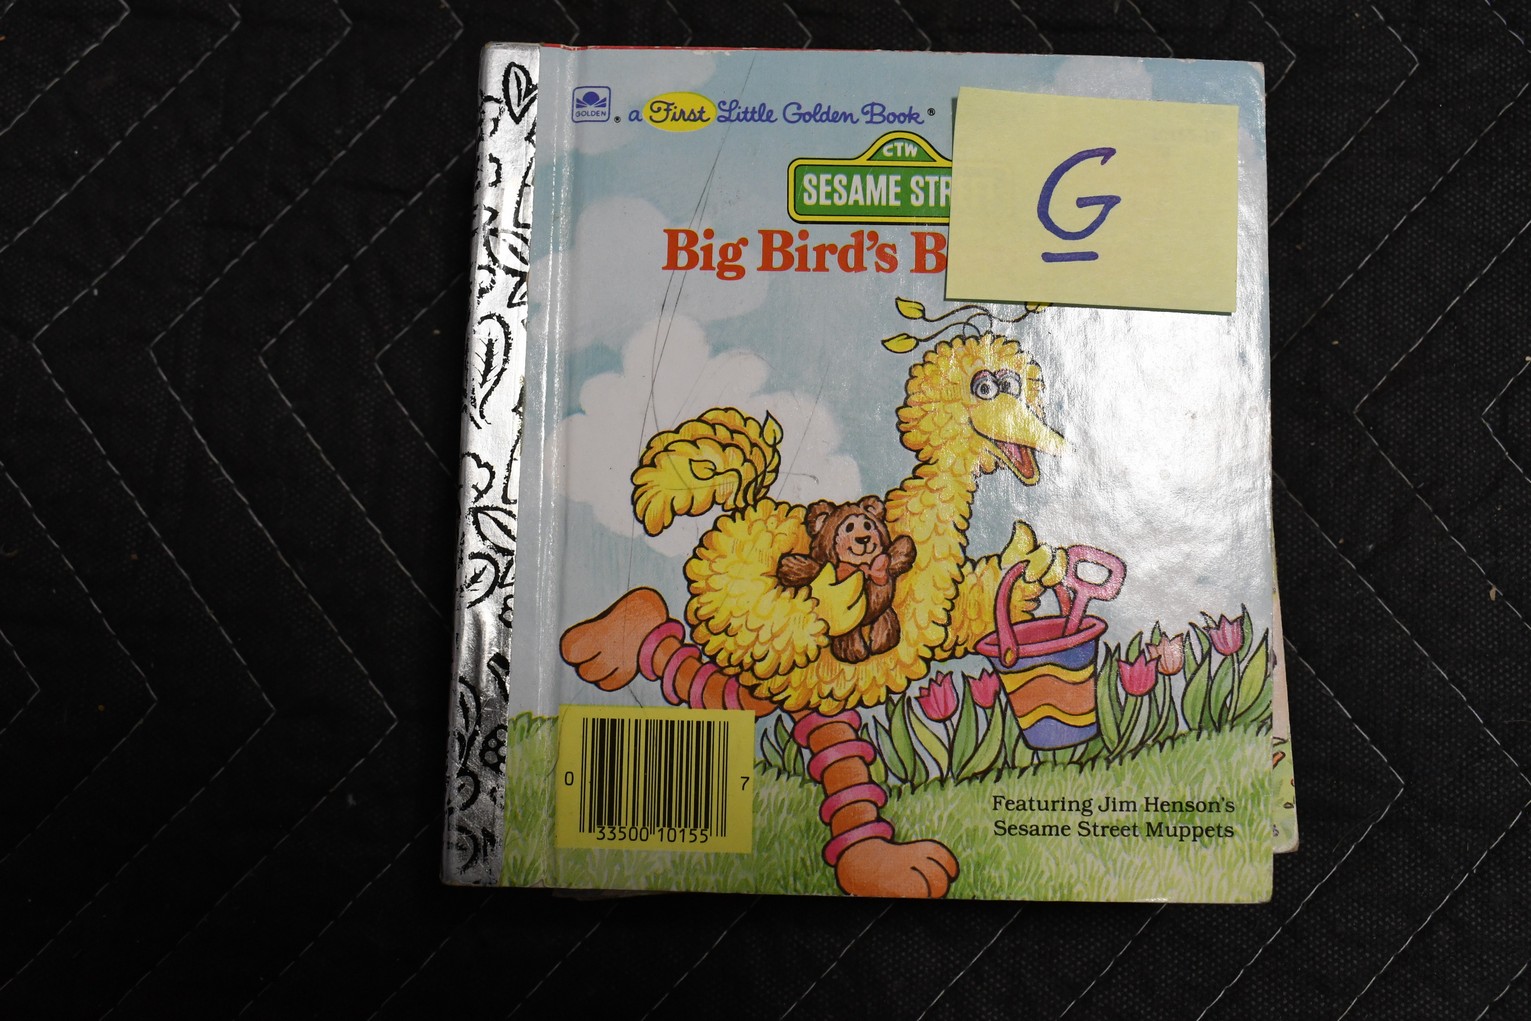 GOLDEN
® a First Little Golden Book®
CTW
SESAME STR
Big Bird's B
G
0 33500 10155 7
Featuring Jim Henson's
Sesame Street Muppets